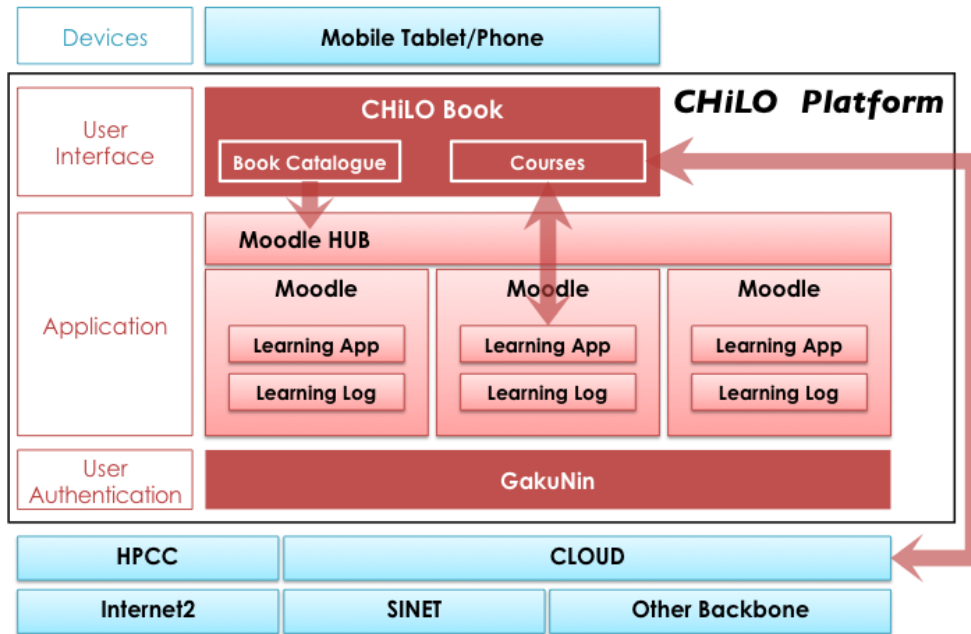 Devices
Mobile Tablet/Phone
CHiLO Platform
User
Interface
CHiLO Book
Book Catalogue
Courses
Application
Moodle HUB
Moodle
Learning App
Learning Log
Moodle
Learning App
Learning Log
Moodle
Learning App
Learning Log
User
Authentication
GakuNin
HPCC
CLOUD
Internet2
SINET
Other Backbone